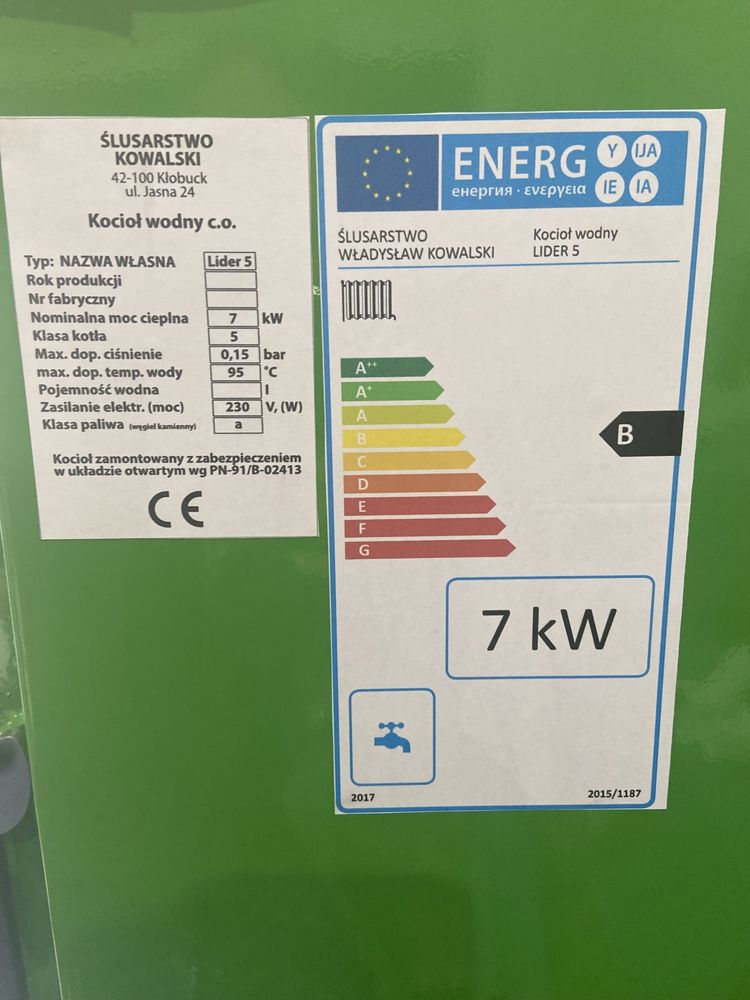 ŚLUSARSTWO
KOWALSKI
42-100 Kłobuck
ul. Jasna 24
Kocioł wodny c.o.
Typ: NAZWA WŁASNA Lider 5
Rok produkcji
Nr fabryczny
Nominalna moc cieplna 7 kW
Klasa kotła 5
Max. dop. ciśnienie 0,15 bar
max. dop. temp. wody 95 °C
Pojemność wodna l
Zasilanie elektr. (moc) 230 V, (W)
Klasa paliwa (węgiel kamienny) a
Kocioł zamontowany z zabezpieczeniem
w układzie otwartym wg PN-91/B-02413
CE
ENERG Y IJA
енергия · ενεργεια IE IA
ŚLUSARSTWO Kocioł wodny
WŁADYSŁAW KOWALSKI LIDER 5
A++
A+
A
B
B
C
D
E
F
G
7 kW
2017 2015/1187